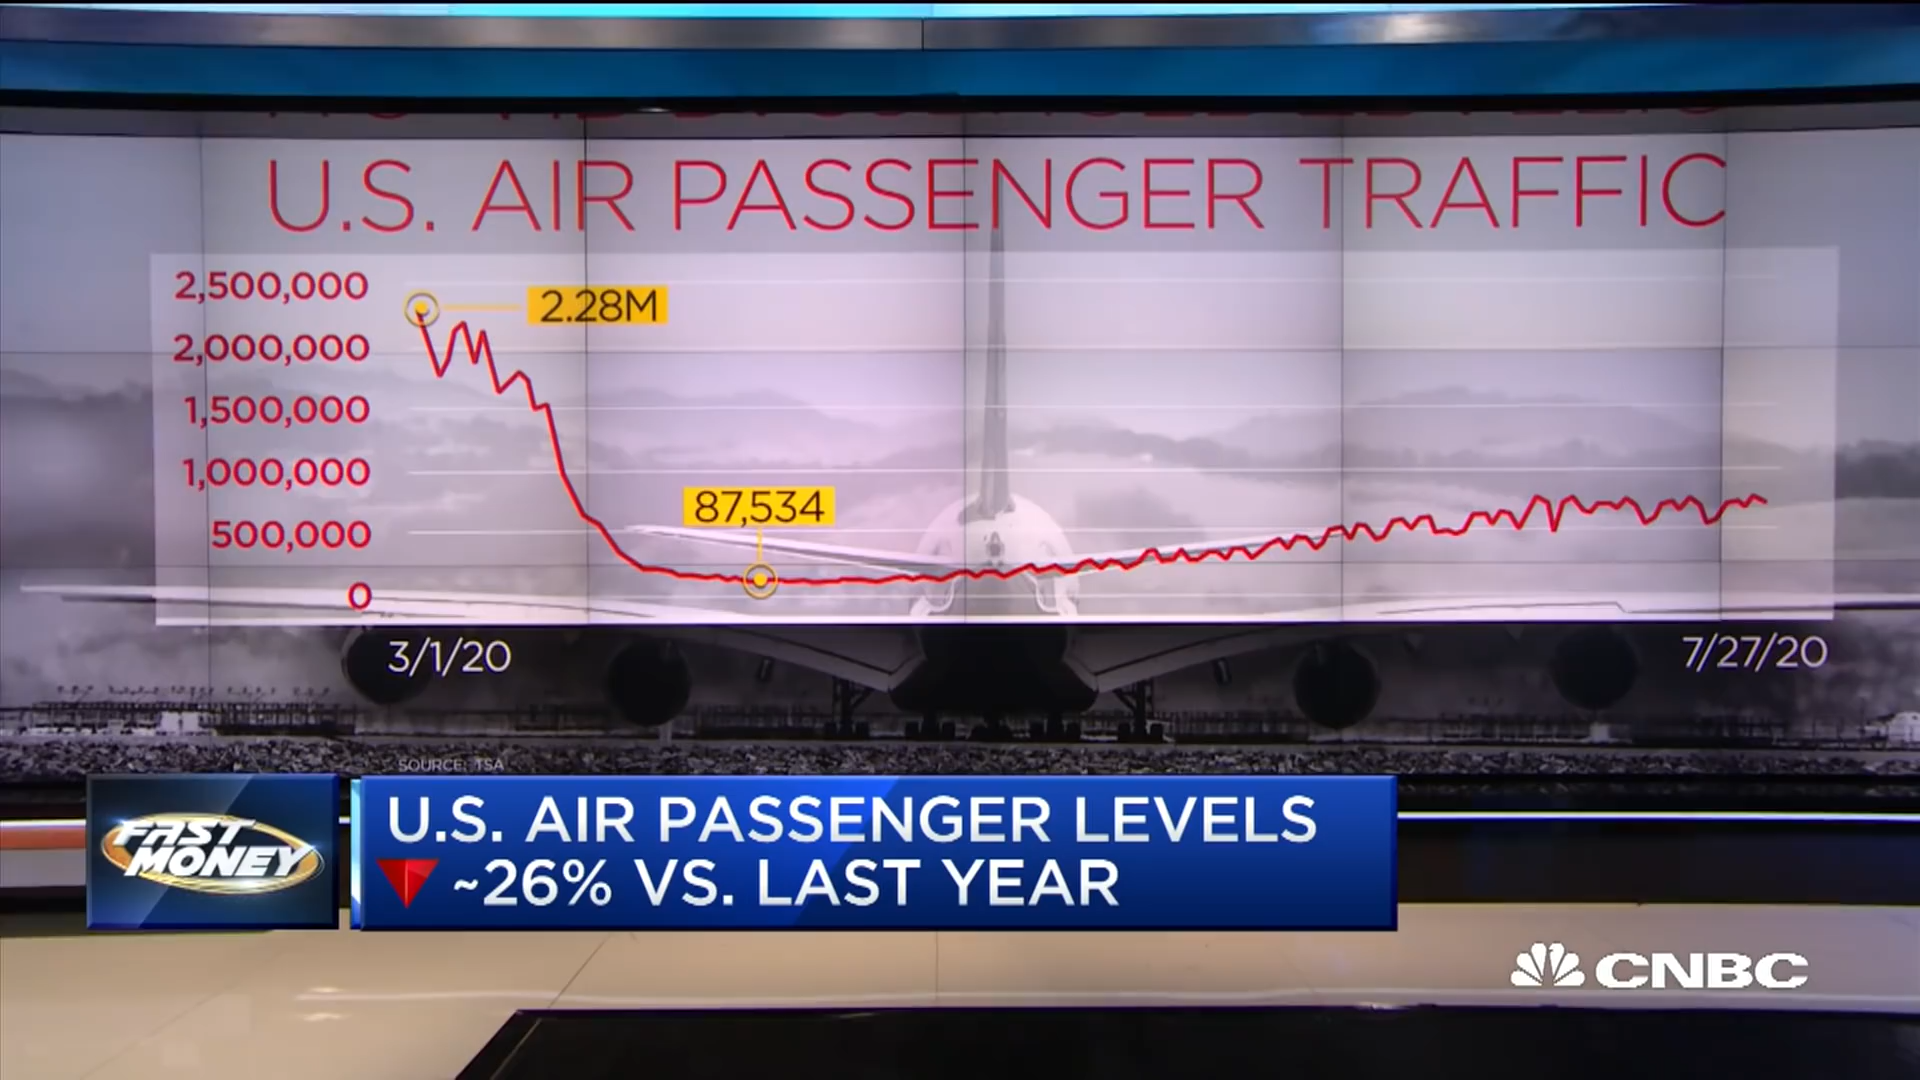 U.S. AIR PASSENGER TRAFFIC
2,500,000
2.28M
2,000,000
1,500,000
1,000,000
87,534
500,000
0
3/1/20
7/27/20
SOURCE: TSA
FAST MONEY
U.S. AIR PASSENGER LEVELS
~26% VS. LAST YEAR
CNBC